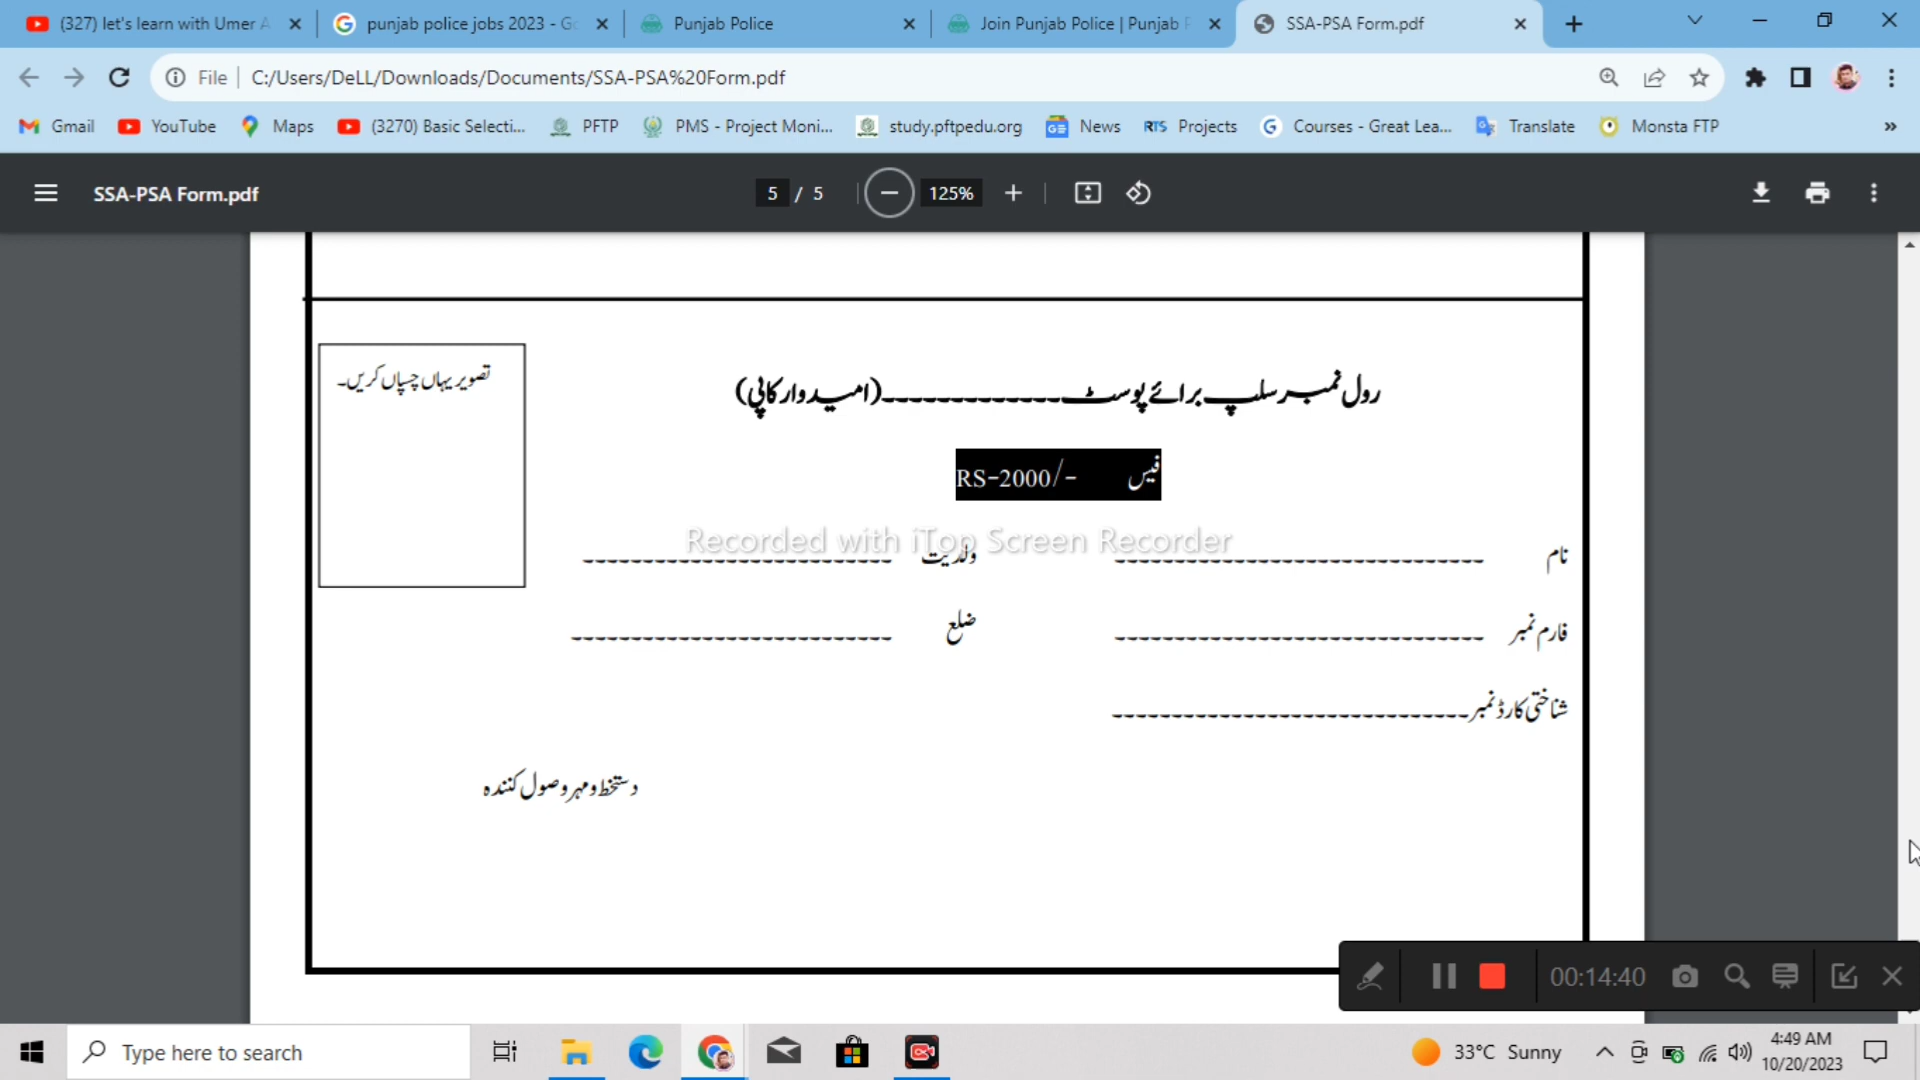 (327) let's learn with Umer A
punjab police jobs 2023 - Go
Punjab Police
Join Punjab Police | Punjab P
SSA-PSA Form.pdf
File
C:/Users/DeLL/Downloads/Documents/SSA-PSA%20Form.pdf
Gmail
YouTube
Maps
(3270) Basic Selecti...
PFTP
PMS - Project Moni...
study.pftpedu.org
News
RTS Projects
Courses - Great Lea...
Translate
Monsta FTP
»
SSA-PSA Form.pdf
5 / 5
125%
تصویر یہاں چسپاں کریں۔
رول نمبر سلپ برائے پوسٹ۔۔۔۔۔۔۔۔۔۔۔۔۔(امیدوار کاپی)
فیس RS-2000/-
Recorded with iTop Screen Recorder
نام ------------------------------ ولدیت --------------------------
فارم نمبر ------------------------------ ضلع --------------------------
شناختی کارڈ نمبر------------------------------
دستخط و مہر وصول کنندہ
00:14:40
Type here to search
33°C Sunny
4:49 AM
10/20/2023